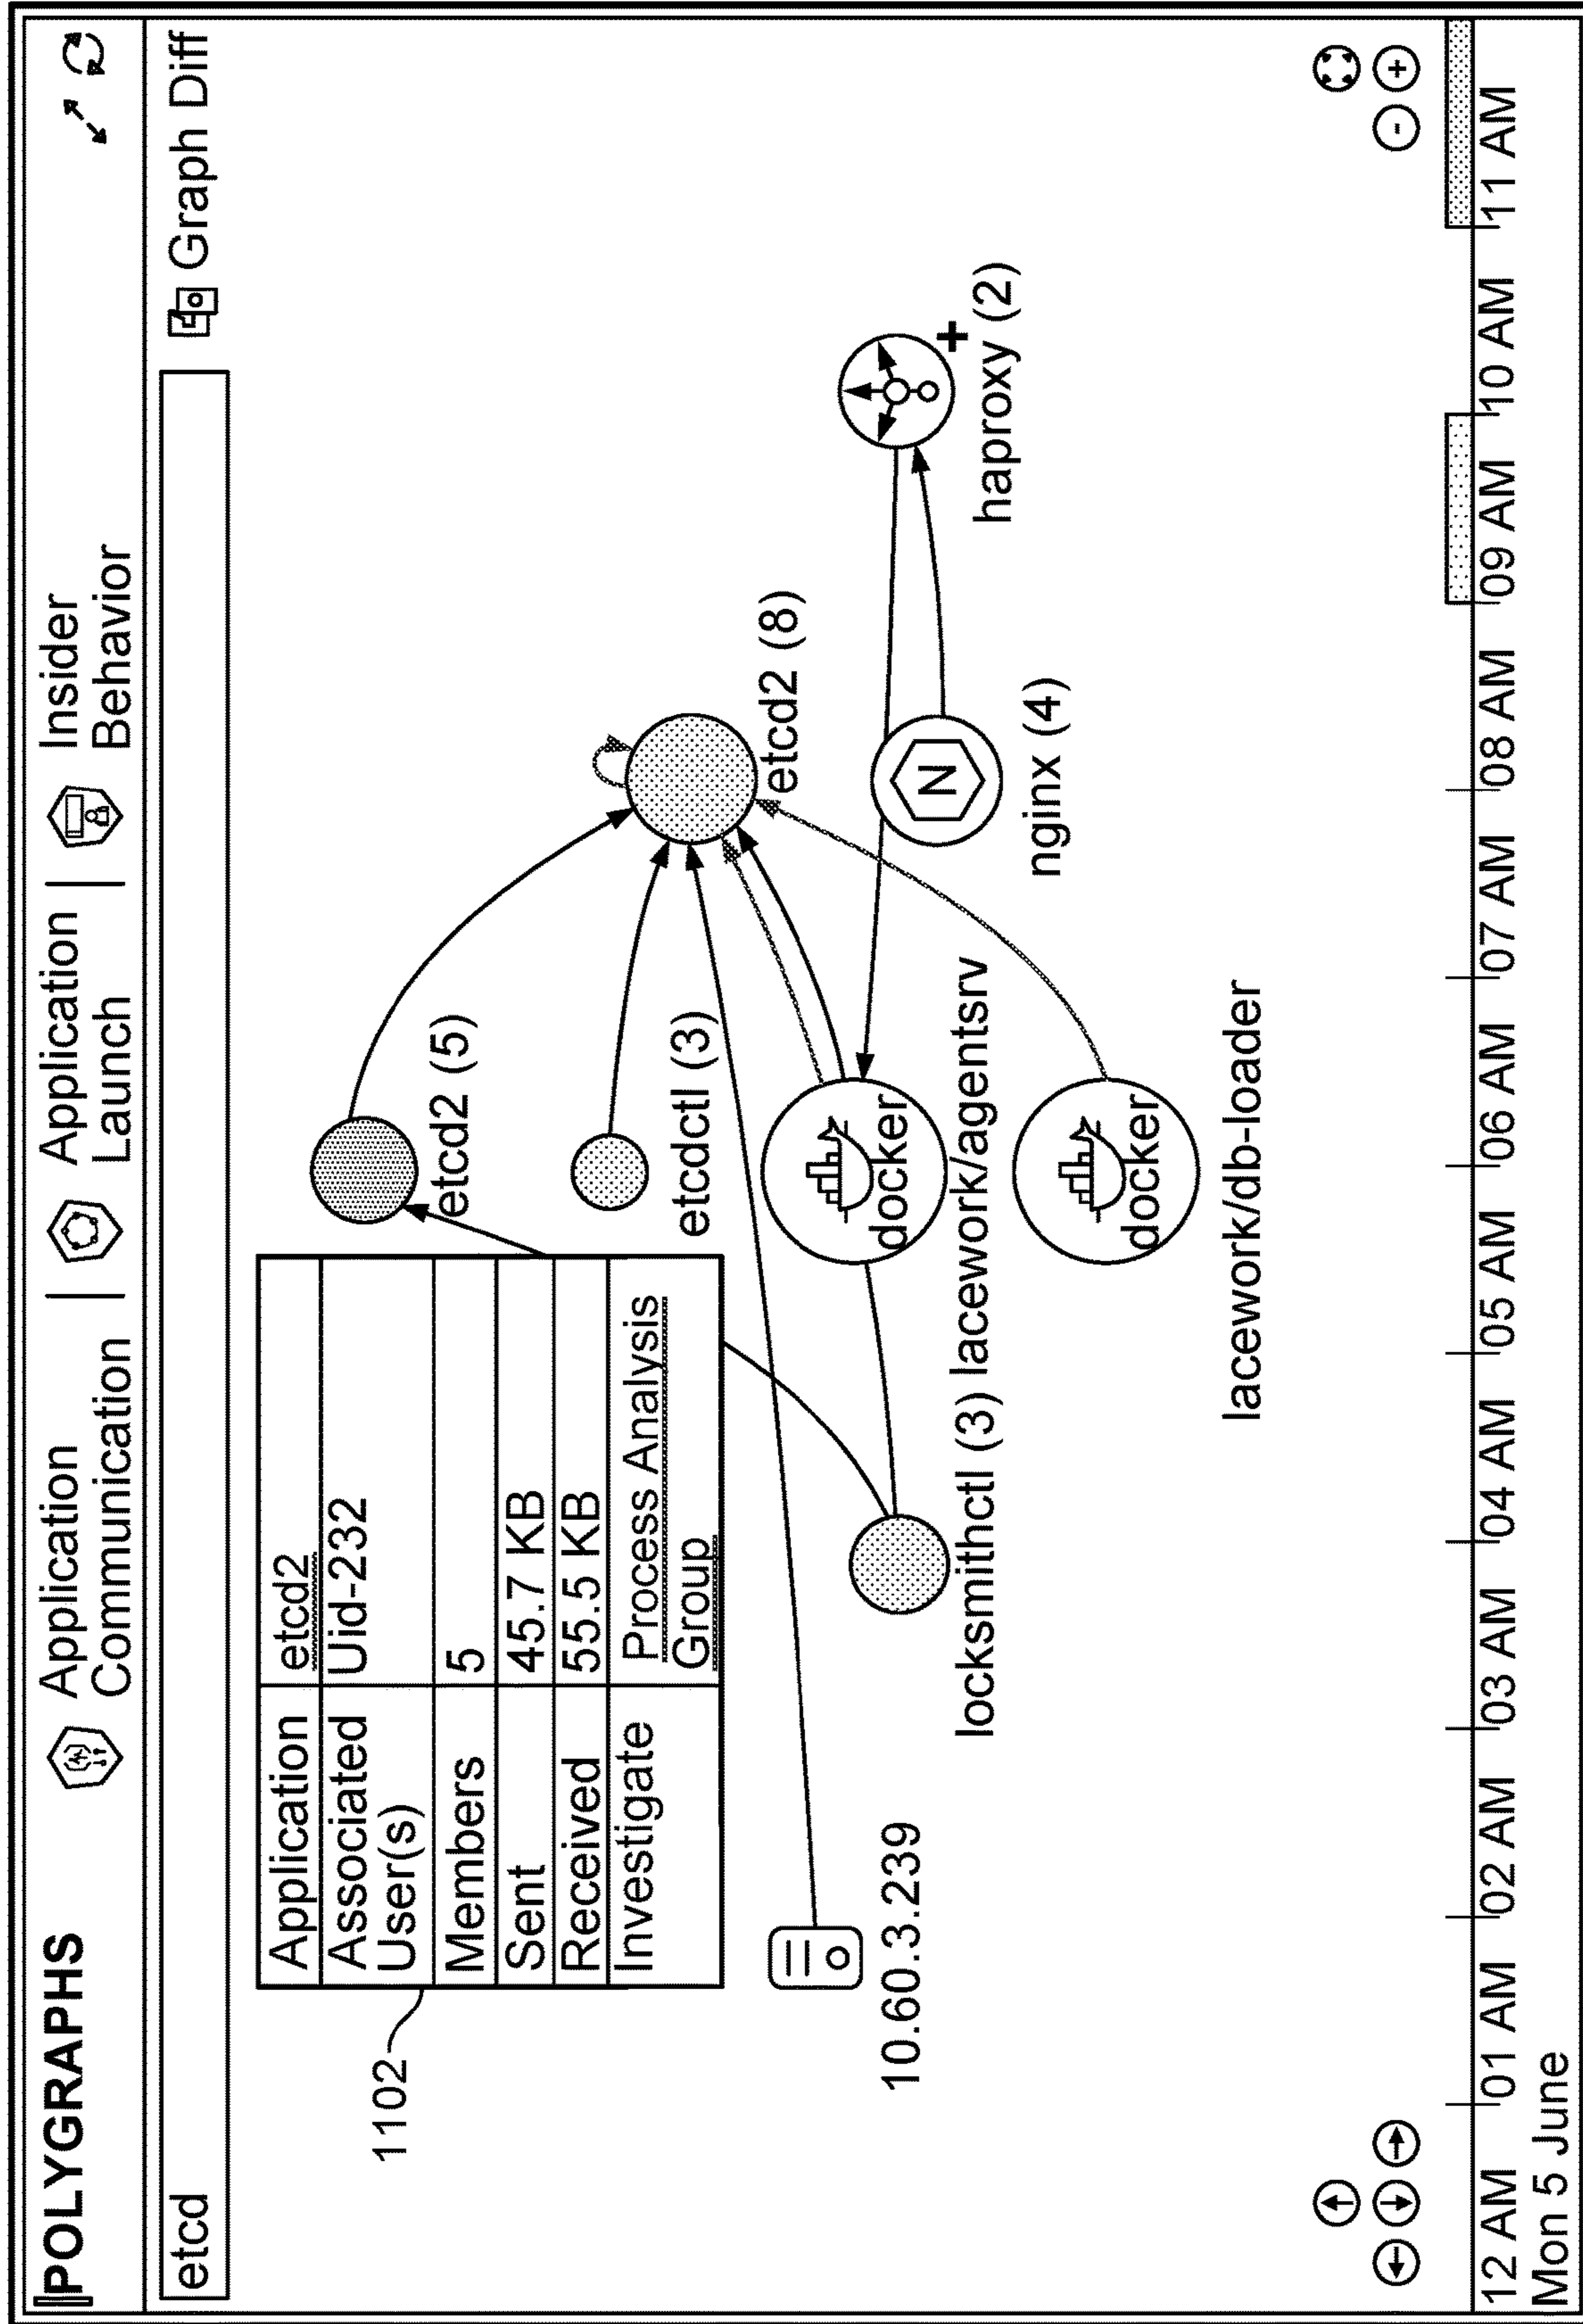 POLYGRAPHS
Application
Communication
Application
Launch
Insider
Behavior
etcd
Graph Diff
Application etcd2
Associated Uid-232
User(s)
Members 5
Sent 45.7 KB
Received 55.5 KB
Investigate Process Analysis
Group
1102
etcd2 (5)
etcdctl (3)
etcd2 (8)
docker
haproxy (2)
+
N
nginx (4)
10.60.3.239
locksmithctl (3) lacework/agentsrv
docker
lacework/db-loader
- +
12 AM 01 AM 02 AM 03 AM 04 AM 05 AM 06 AM 07 AM 08 AM 09 AM 10 AM 11 AM
Mon 5 June